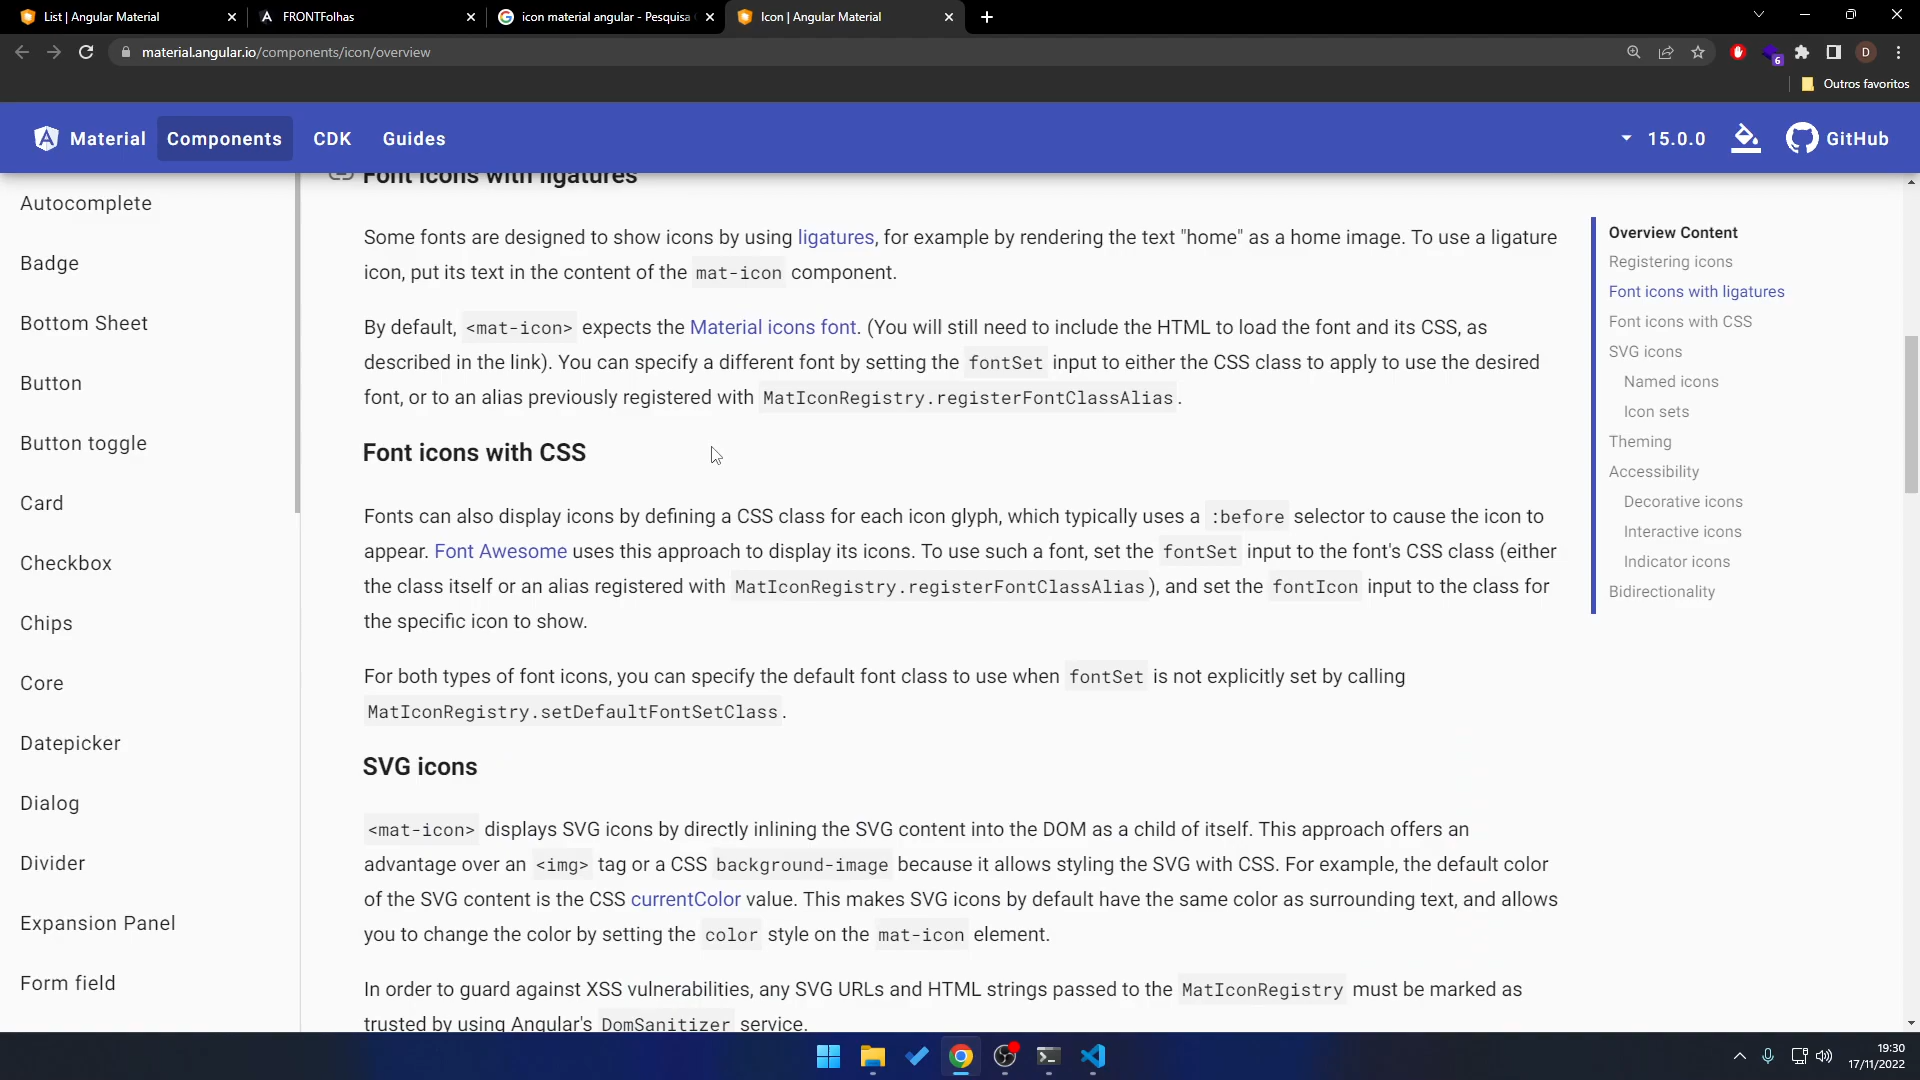 List | Angular Material
FRONTFolhas
icon material angular - Pesquisa
Icon | Angular Material
material.angular.io/components/icon/overview
6
D
Outros favoritos
Material
Components
CDK
Guides
15.0.0
GitHub
Autocomplete
Badge
Bottom Sheet
Button
Button toggle
Card
Checkbox
Chips
Core
Datepicker
Dialog
Divider
Expansion Panel
Form field
Font icons with ligatures
Some fonts are designed to show icons by using ligatures, for example by rendering the text "home" as a home image. To use a ligature
icon, put its text in the content of the mat-icon component.
By default, <mat-icon> expects the Material icons font. (You will still need to include the HTML to load the font and its CSS, as
described in the link). You can specify a different font by setting the fontSet input to either the CSS class to apply to use the desired
font, or to an alias previously registered with MatIconRegistry.registerFontClassAlias.
Font icons with CSS
Fonts can also display icons by defining a CSS class for each icon glyph, which typically uses a :before selector to cause the icon to
appear. Font Awesome uses this approach to display its icons. To use such a font, set the fontSet input to the font's CSS class (either
the class itself or an alias registered with MatIconRegistry.registerFontClassAlias), and set the fontIcon input to the class for
the specific icon to show.
For both types of font icons, you can specify the default font class to use when fontSet is not explicitly set by calling
MatIconRegistry.setDefaultFontSetClass.
SVG icons
<mat-icon> displays SVG icons by directly inlining the SVG content into the DOM as a child of itself. This approach offers an
advantage over an <img> tag or a CSS background-image because it allows styling the SVG with CSS. For example, the default color
of the SVG content is the CSS currentColor value. This makes SVG icons by default have the same color as surrounding text, and allows
you to change the color by setting the color style on the mat-icon element.
In order to guard against XSS vulnerabilities, any SVG URLs and HTML strings passed to the MatIconRegistry must be marked as
trusted by using Angular's DomSanitizer service.
Overview Content
Registering icons
Font icons with ligatures
Font icons with CSS
SVG icons
Named icons
Icon sets
Theming
Accessibility
Decorative icons
Interactive icons
Indicator icons
Bidirectionality
19:30
17/11/2022